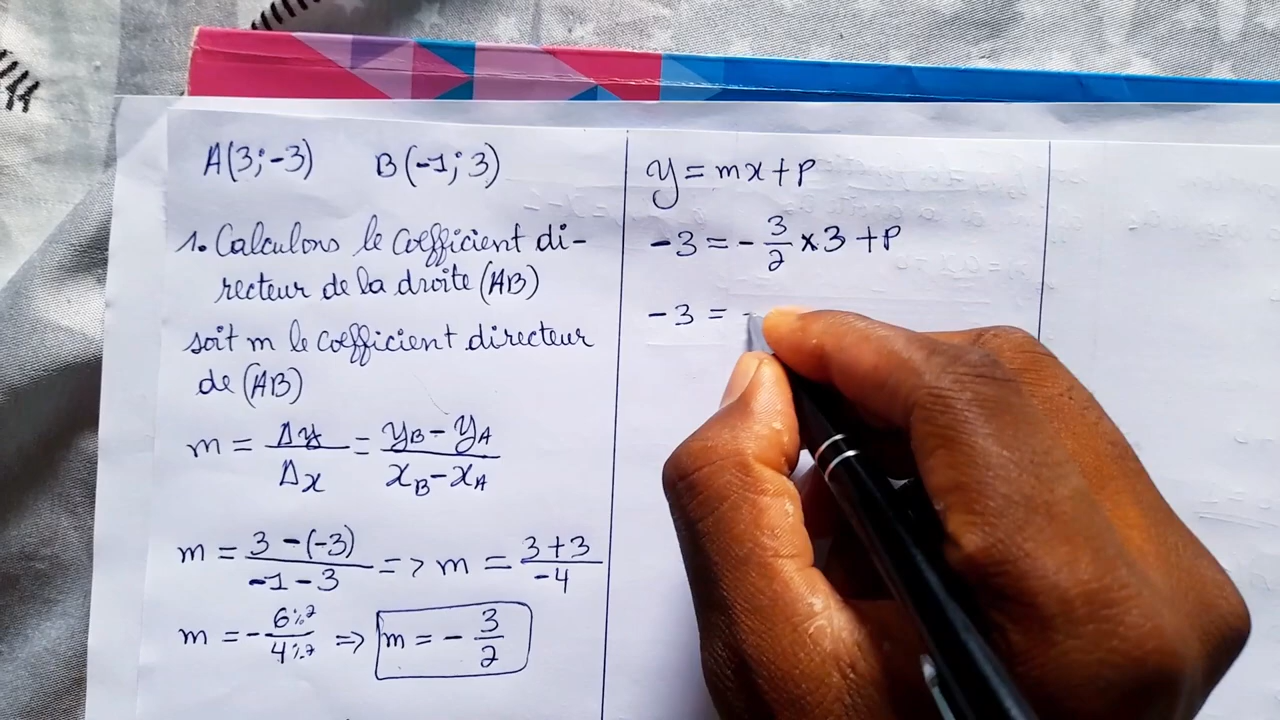 A(3;-3) B(-1;3)
1. Calculons le coefficient di-
recteur de la droite (AB)
soit m le coefficient directeur
de (AB)
m = Δy/Δx = yB - yA/xB - xA
m = 3-(-3)/-1-3 => m = 3+3/-4
m = -6÷2/4÷2 => m = -3/2
y = mx+p
-3 = -3/2 × 3 + p
-3 = -